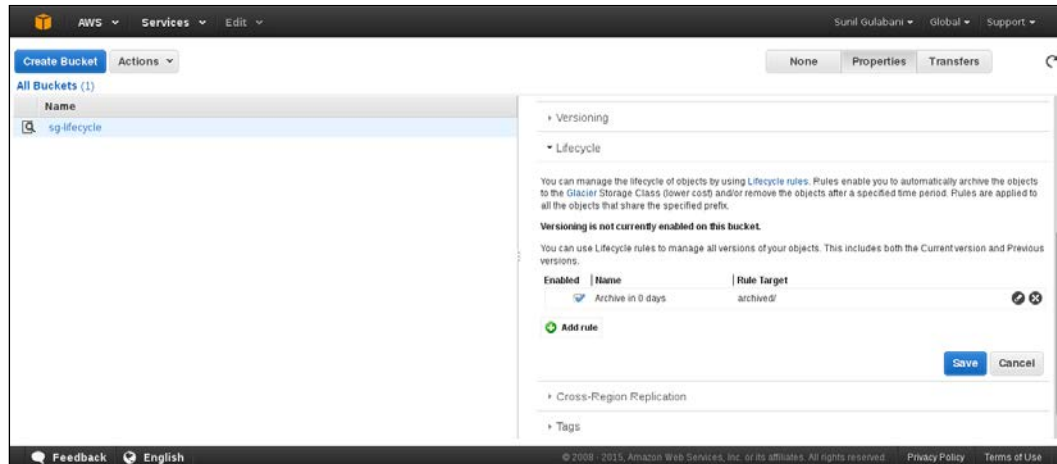 AWS Services Edit Sunil Gulabani Global Support
Create Bucket Actions None Properties Transfers
All Buckets (1)
Name
sg-lifecycle
Versioning
Lifecycle
You can manage the lifecycle of objects by using Lifecycle rules. Rules enable you to automatically archive the objects
to the Glacier Storage Class (lower cost) and/or remove the objects after a specified time period. Rules are applied to
all the objects that share the specified prefix.
Versioning is not currently enabled on this bucket.
You can use Lifecycle rules to manage all versions of your objects. This includes both the Current version and Previous
versions.
Enabled Name Rule Target
Archive in 0 days archived/
Add rule
Save Cancel
Cross-Region Replication
Tags
Feedback English © 2008 - 2015, Amazon Web Services, Inc. or its affiliates. All rights reserved. Privacy Policy Terms of Use